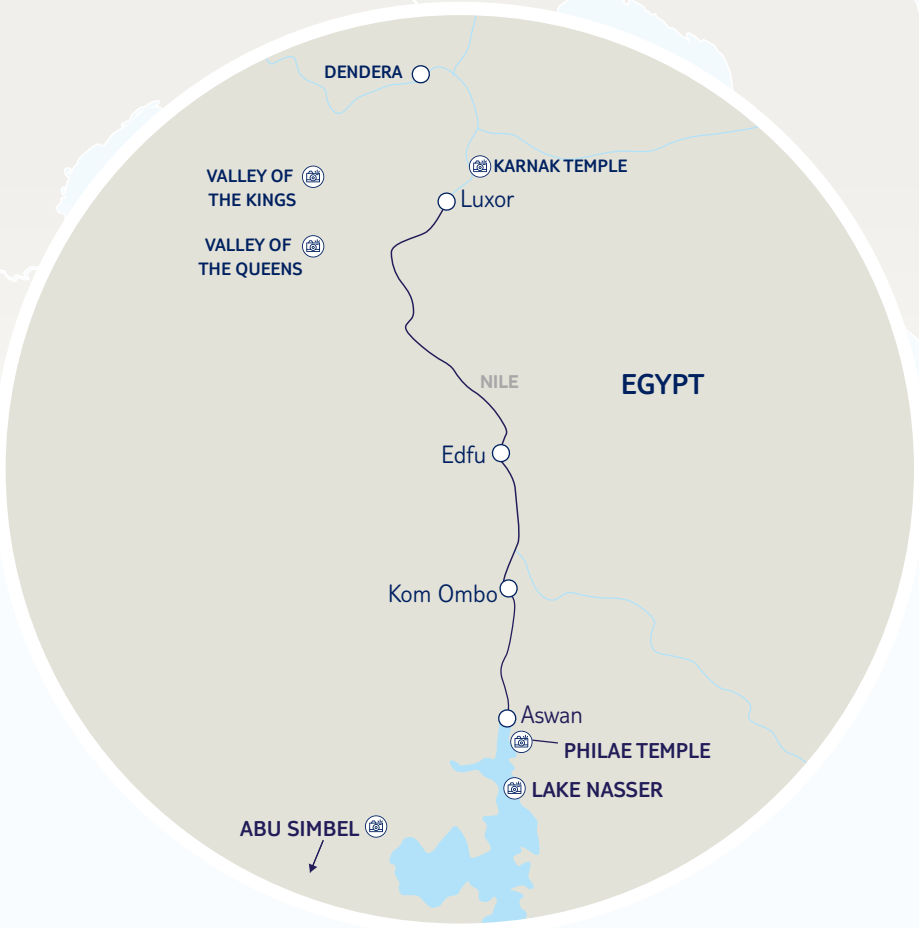 DENDERA
KARNAK TEMPLE
VALLEY OF
THE KINGS
Luxor
VALLEY OF
THE QUEENS
NILE
EGYPT
Edfu
Kom Ombo
Aswan
PHILAE TEMPLE
LAKE NASSER
ABU SIMBEL